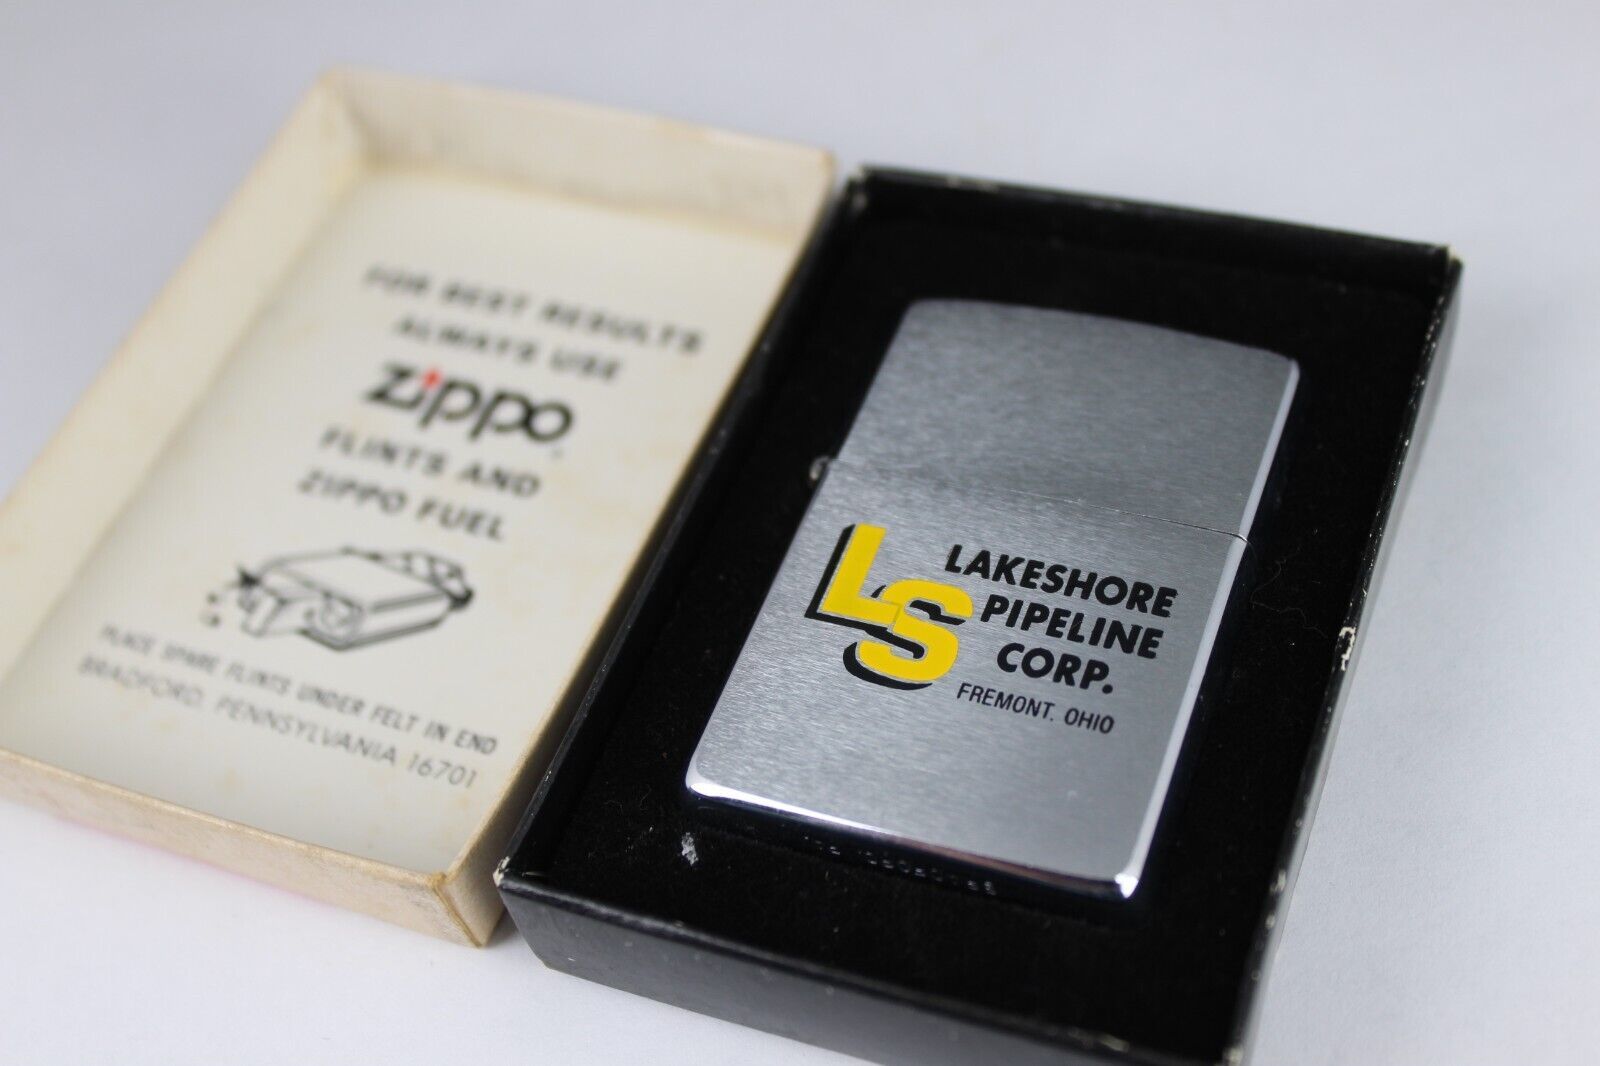 FOR BEST RESULTS
ALWAYS USE
zippo
FLINTS AND
ZIPPO FUEL
PLACE SPARE FLINTS UNDER FELT IN END
BRADFORD, PENNSYLVANIA 16701
LS
LAKESHORE
PIPELINE
CORP.
FREMONT, OHIO